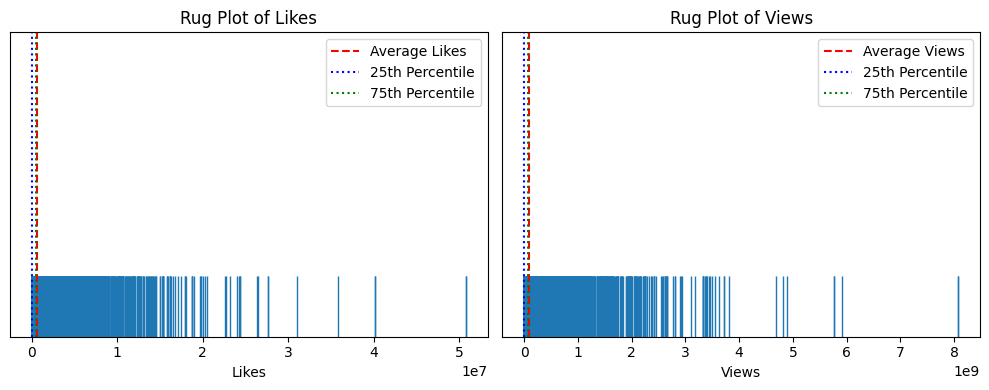 Rug Plot of Likes
Average Likes
25th Percentile
75th Percentile
0 1 2 3 4 5
1e7
Likes
Rug Plot of Views
Average Views
25th Percentile
75th Percentile
0 1 2 3 4 5 6 7 8
1e9
Views